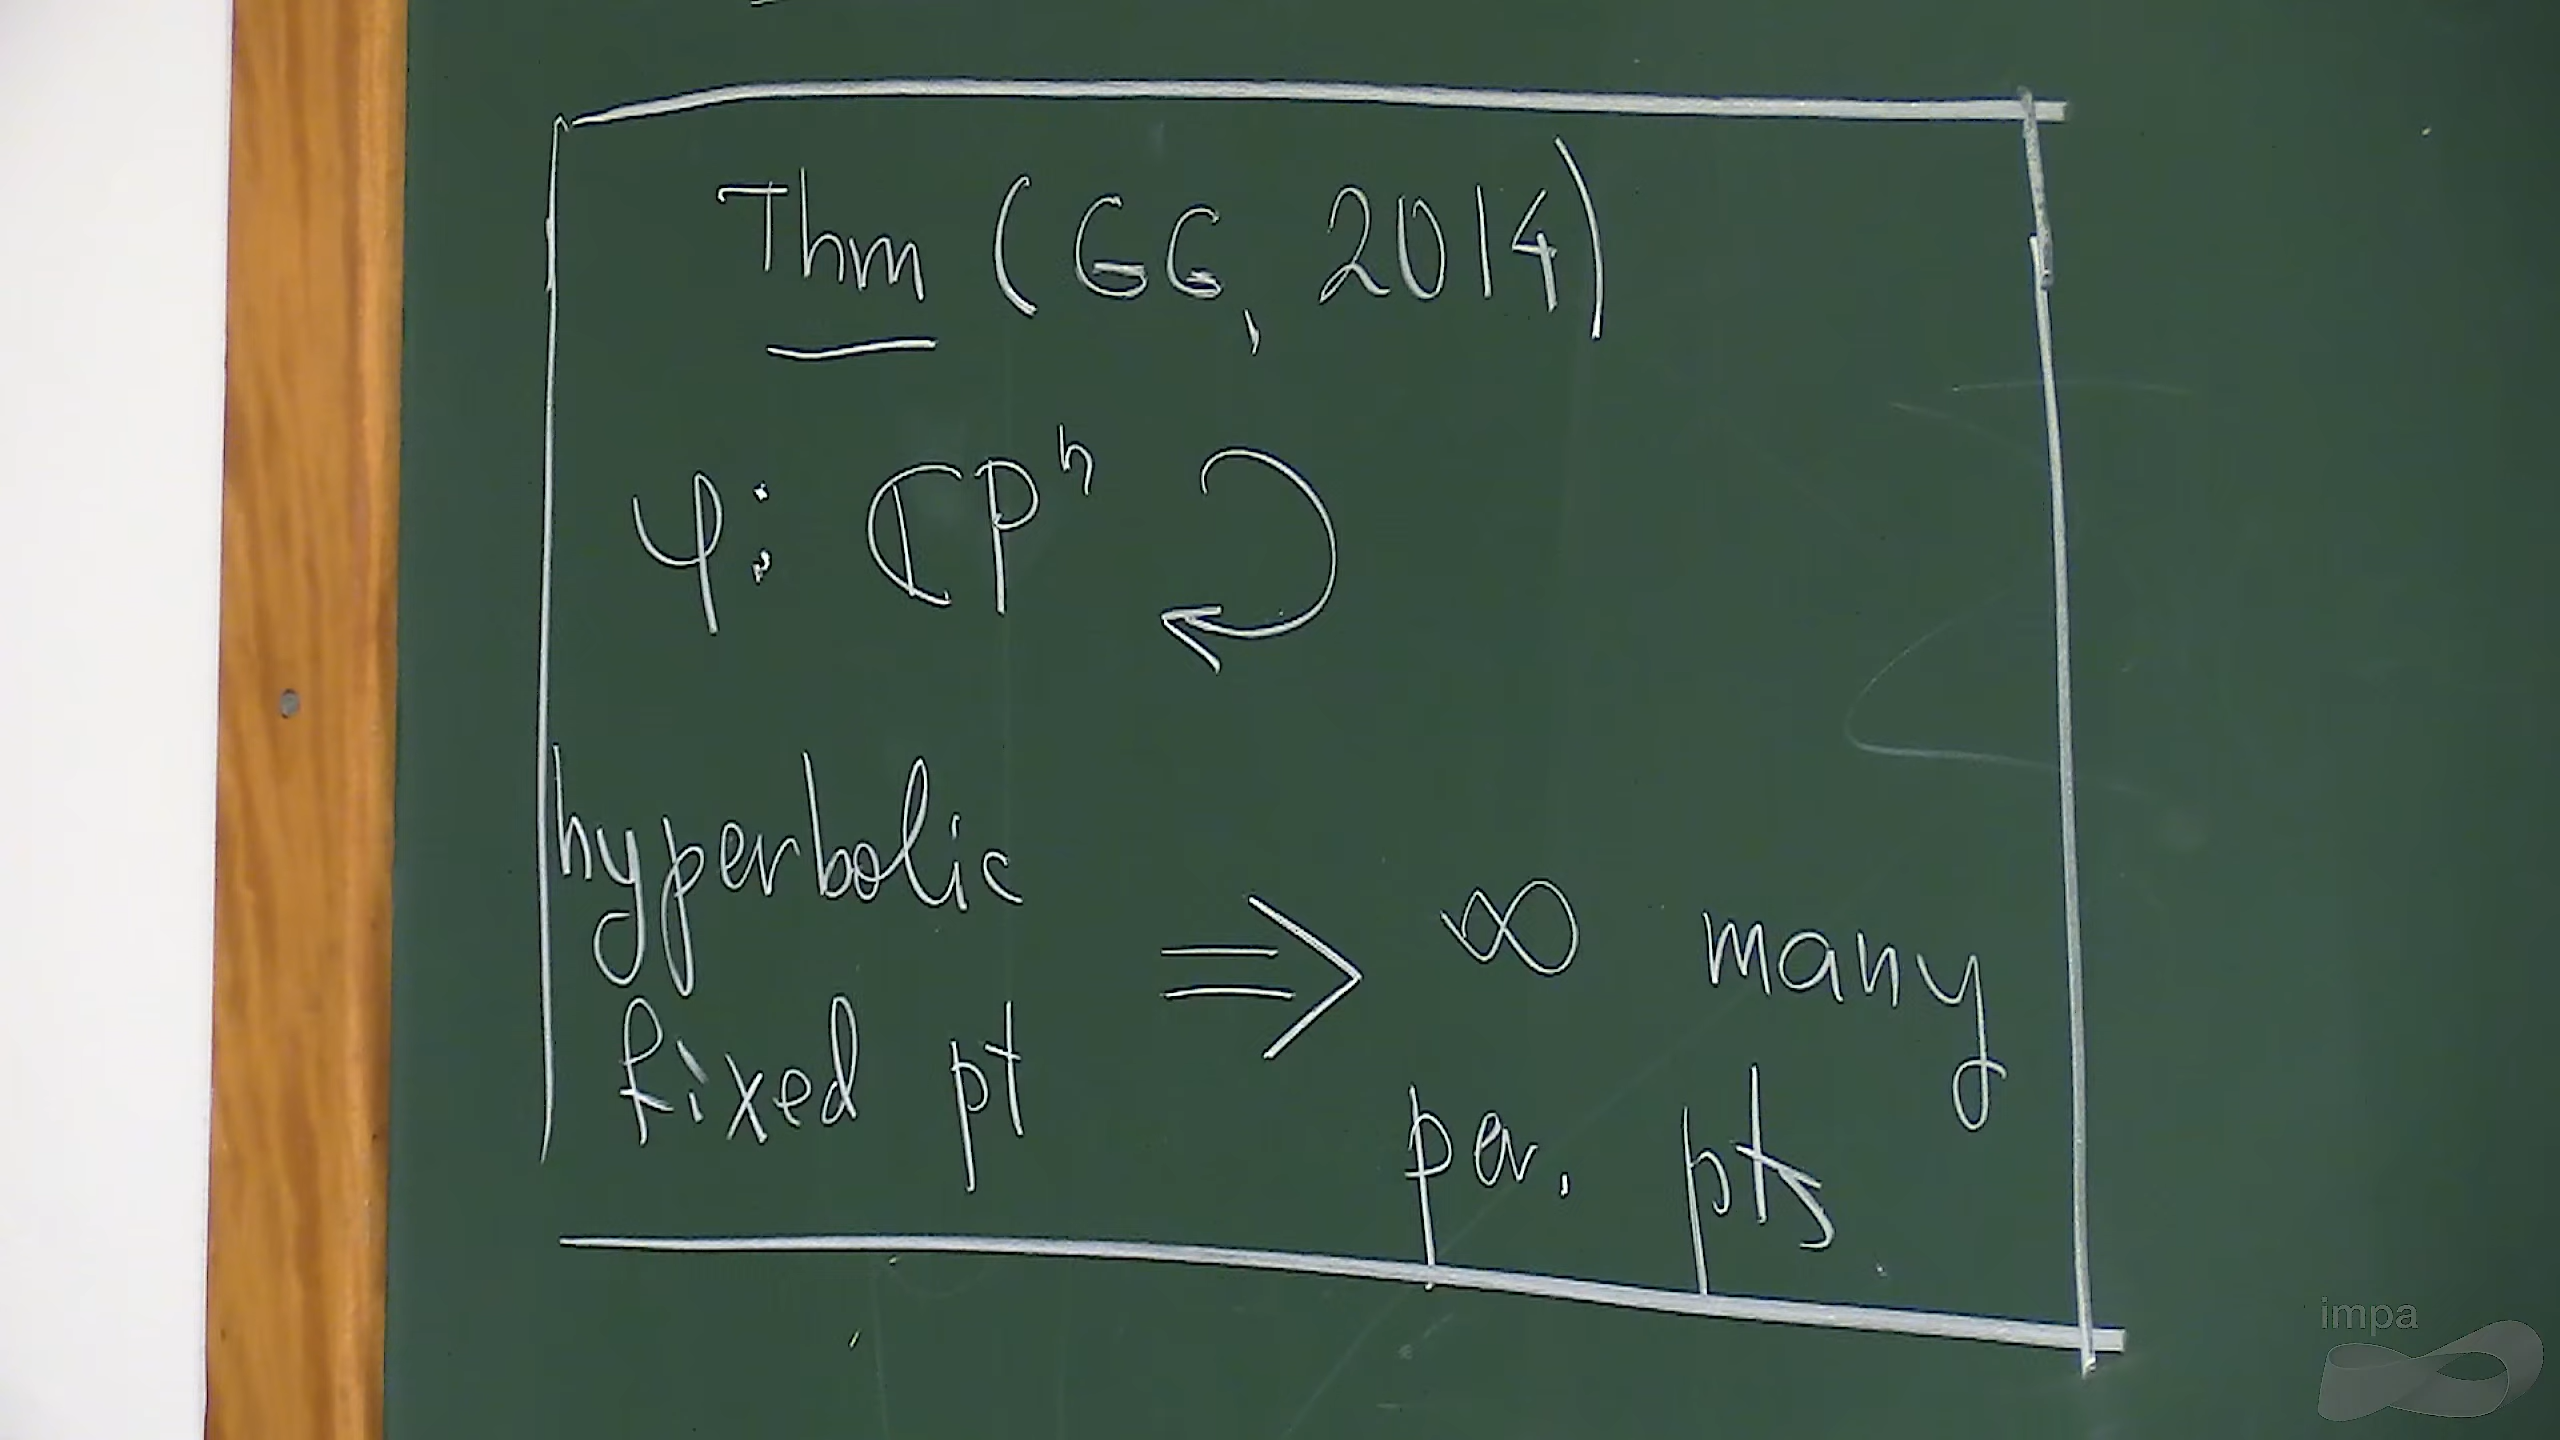 Thm (GG, 2014)
φ: ℂPⁿ ⤸
hyperbolic
fixed pt ⇒ ∞ many
per. pts
impa